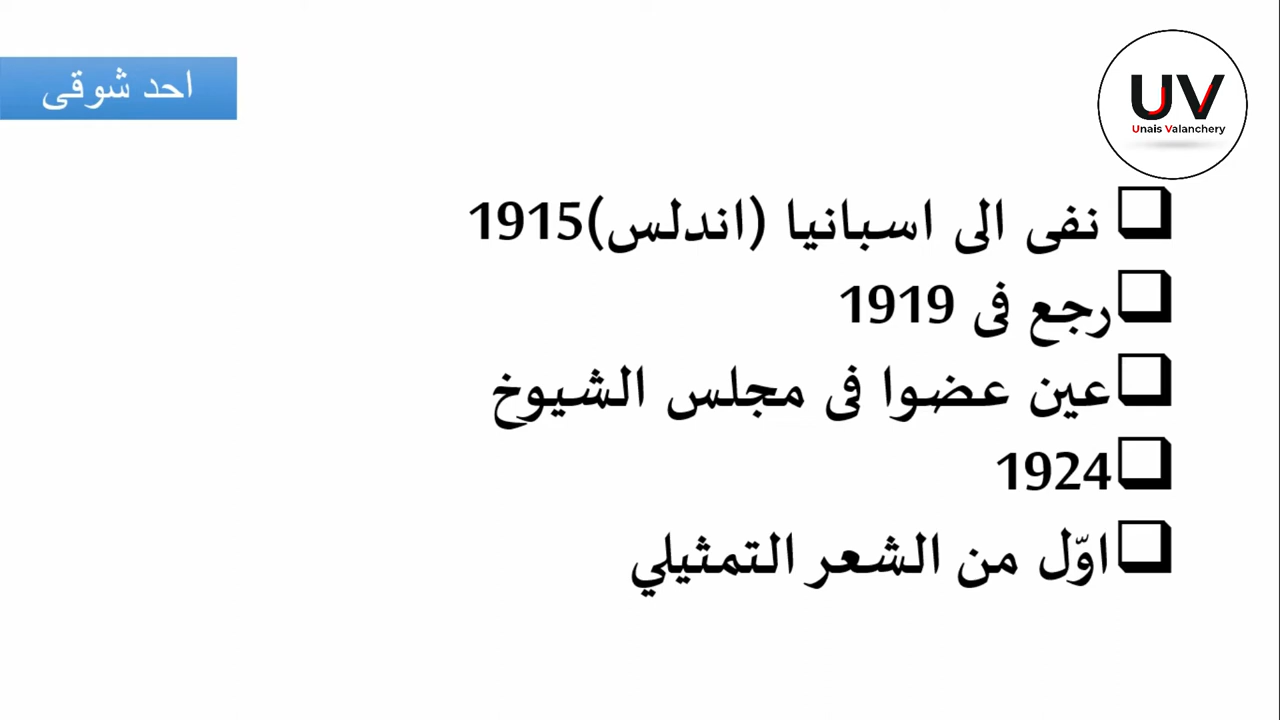 احد شوقى
UV
Unais Valanchery
نفى الى اسبانيا (اندلس)1915
رجع فى 1919
عين عضوا فى مجلس الشيوخ
1924
اوّل من الشعر التمثيلي